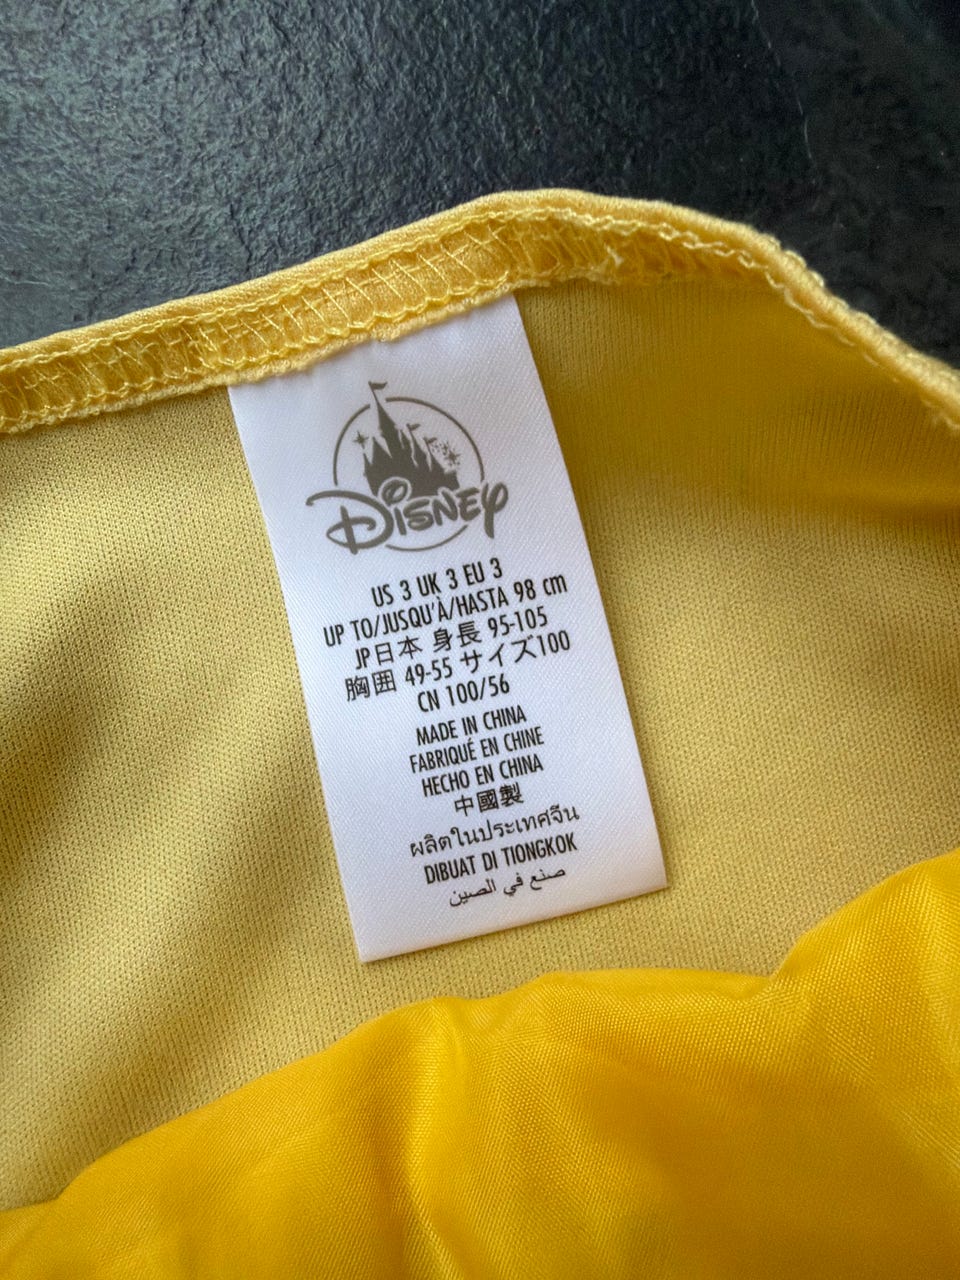 Disney
US 3 UK 3 EU 3
UP TO/JUSQU'À/HASTA 98 cm
JP日本 身長 95-105
胸囲 49-55 サイズ100
CN 100/56
MADE IN CHINA
FABRIQUÉ EN CHINE
HECHO EN CHINA
中國製
ผลิตในประเทศจีน
DIBUAT DI TIONGKOK
صنع في الصين